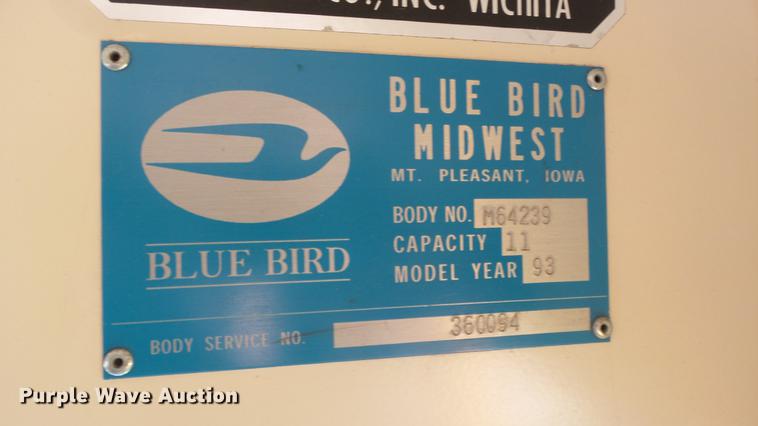 INC. WICHITA
BLUE BIRD
MIDWEST
MT. PLEASANT, IOWA
BODY NO. M64239
CAPACITY 11
MODEL YEAR 93
BLUE BIRD
BODY SERVICE NO. 360094
Purple Wave Auction